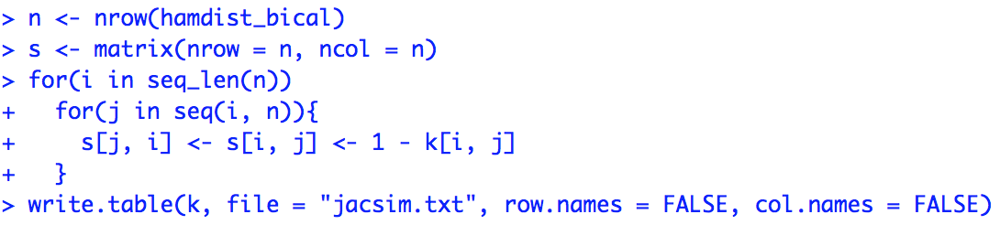 > n <- nrow(hamdist_bical)
> s <- matrix(nrow = n, ncol = n)
> for(i in seq_len(n))
+   for(j in seq(i, n)){
+     s[j, i] <- s[i, j] <- 1 - k[i, j]
+   }
> write.table(k, file = "jacsim.txt", row.names = FALSE, col.names = FALSE)